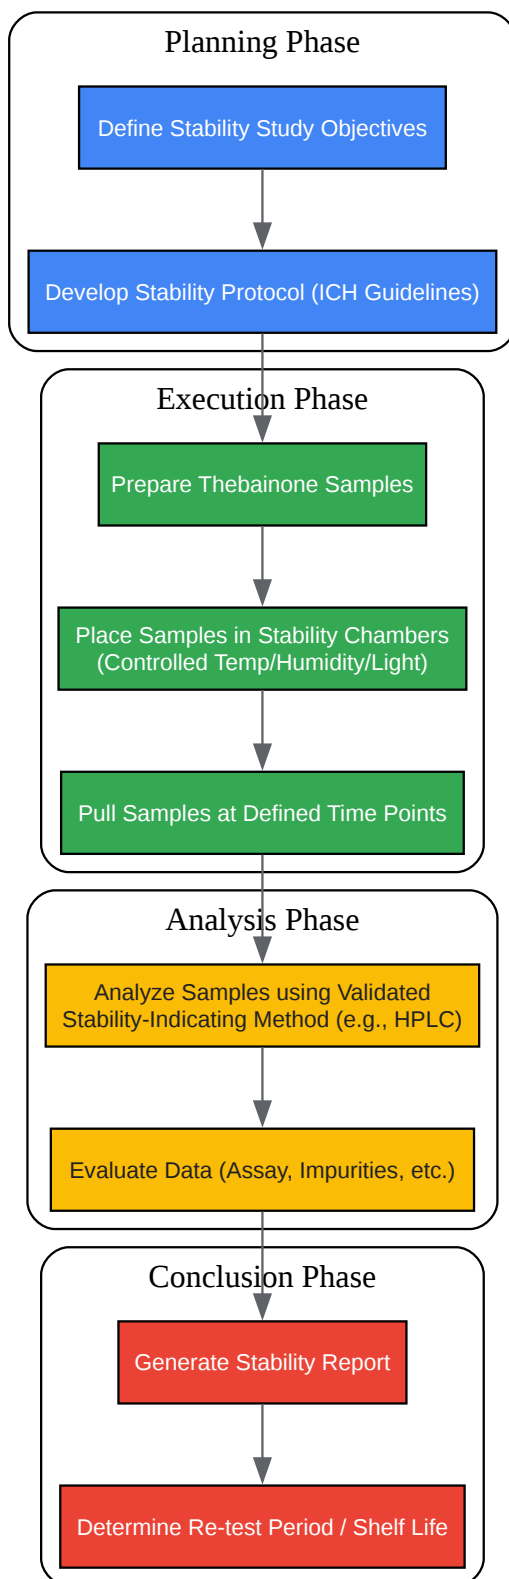 Planning Phase
Define Stability Study Objectives
Develop Stability Protocol (ICH Guidelines)
Execution Phase
Prepare Thebainone Samples
Place Samples in Stability Chambers
(Controlled Temp/Humidity/Light)
Pull Samples at Defined Time Points
Analysis Phase
Analyze Samples using Validated
Stability-Indicating Method (e.g., HPLC)
Evaluate Data (Assay, Impurities, etc.)
Conclusion Phase
Generate Stability Report
Determine Re-test Period / Shelf Life